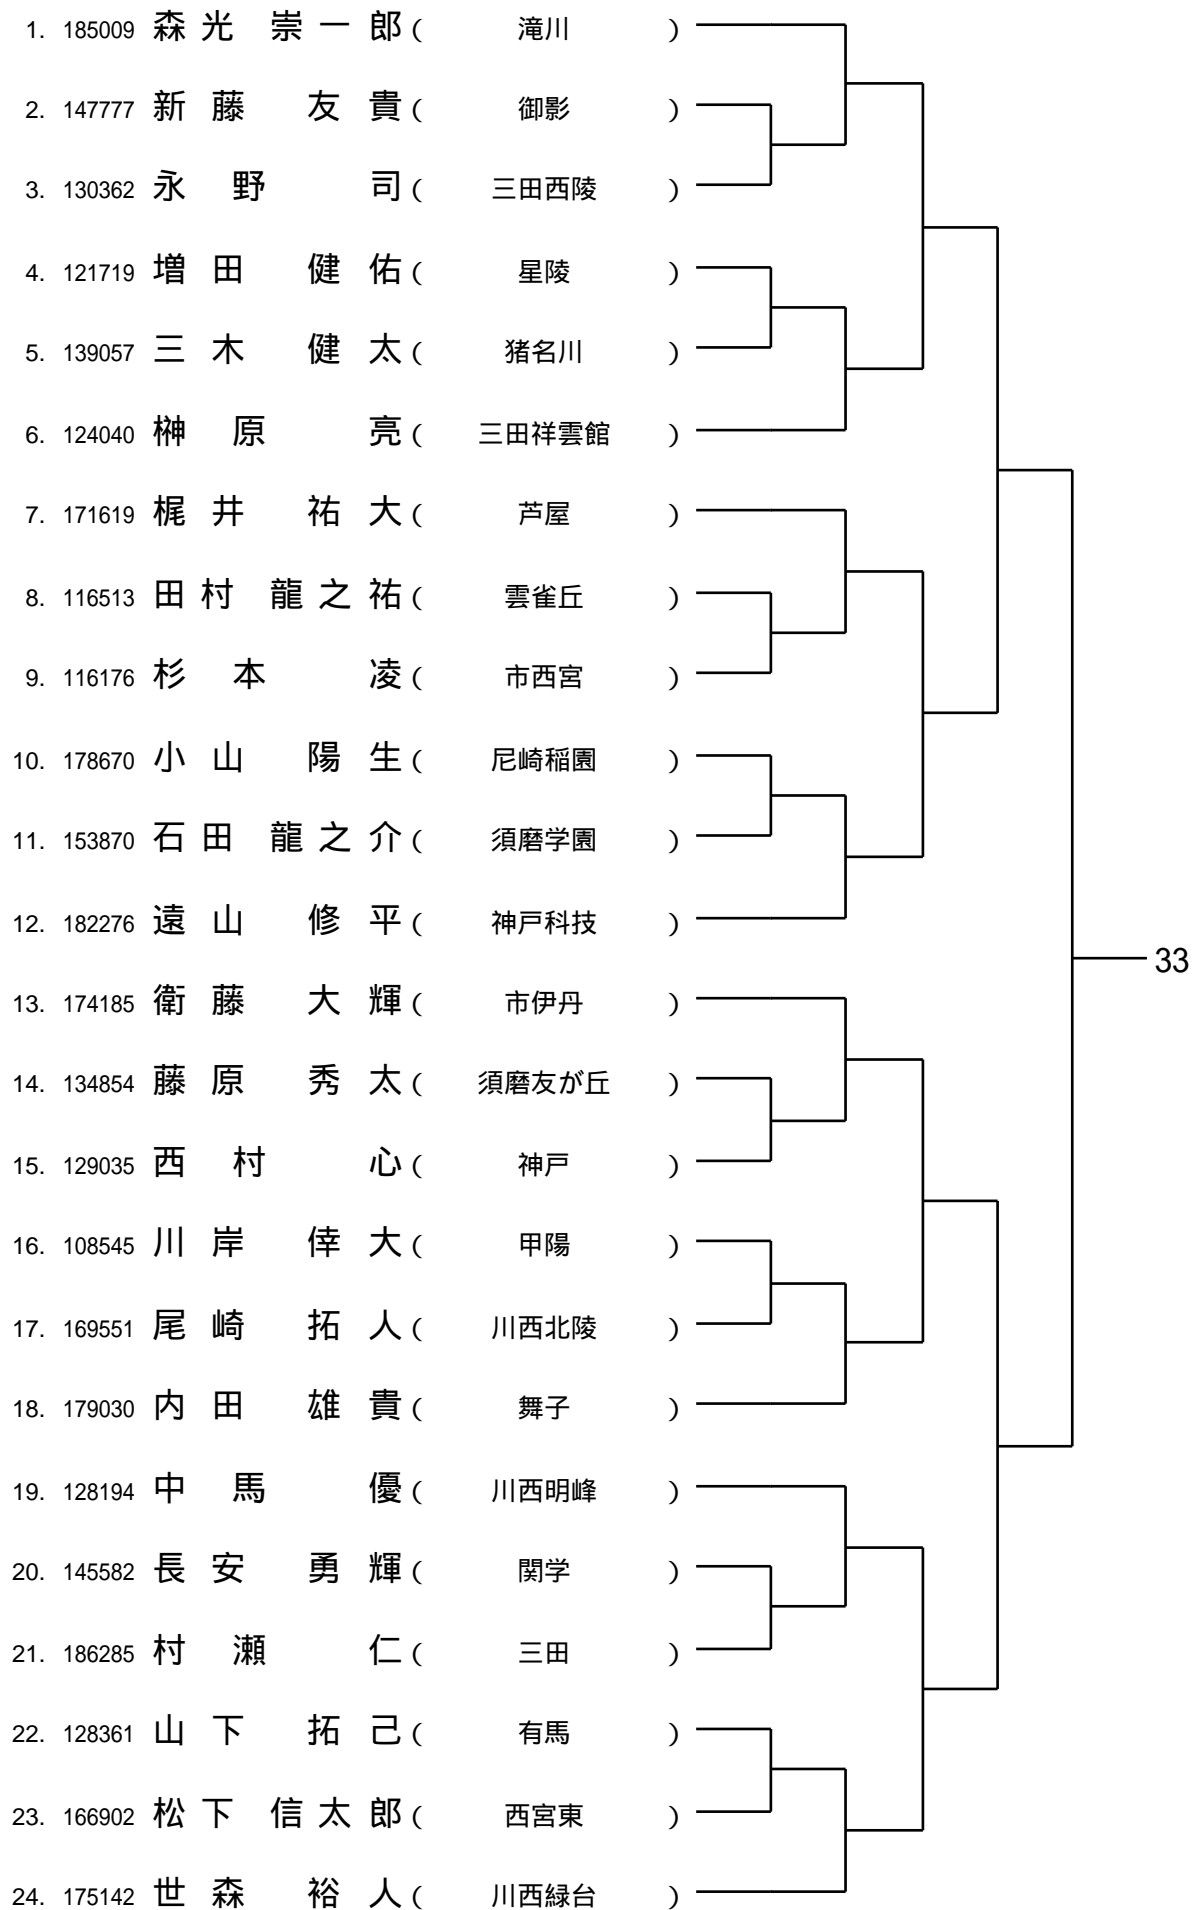 1. 185009 森光 崇一郎( 滝川 )
2. 147777 新藤 友貴( 御影 )
3. 130362 永野 司( 三田西陵 )
4. 121719 増田 健佑( 星陵 )
5. 139057 三木 健太( 猪名川 )
6. 124040 榊原 亮( 三田祥雲館 )
7. 171619 梶井 祐大( 芦屋 )
8. 116513 田村 龍之祐( 雲雀丘 )
9. 116176 杉本 凌( 市西宮 )
10. 178670 小山 陽生( 尼崎稲園 )
11. 153870 石田 龍之介( 須磨学園 )
12. 182276 遠山 修平( 神戸科技 )
33
13. 174185 衛藤 大輝( 市伊丹 )
14. 134854 藤原 秀太( 須磨友が丘 )
15. 129035 西村 心( 神戸 )
16. 108545 川岸 倖大( 甲陽 )
17. 169551 尾崎 拓人( 川西北陵 )
18. 179030 内田 雄貴( 舞子 )
19. 128194 中馬 優( 川西明峰 )
20. 145582 長安 勇輝( 関学 )
21. 186285 村瀬 仁( 三田 )
22. 128361 山下 拓己( 有馬 )
23. 166902 松下 信太郎( 西宮東 )
24. 175142 世森 裕人( 川西緑台 )